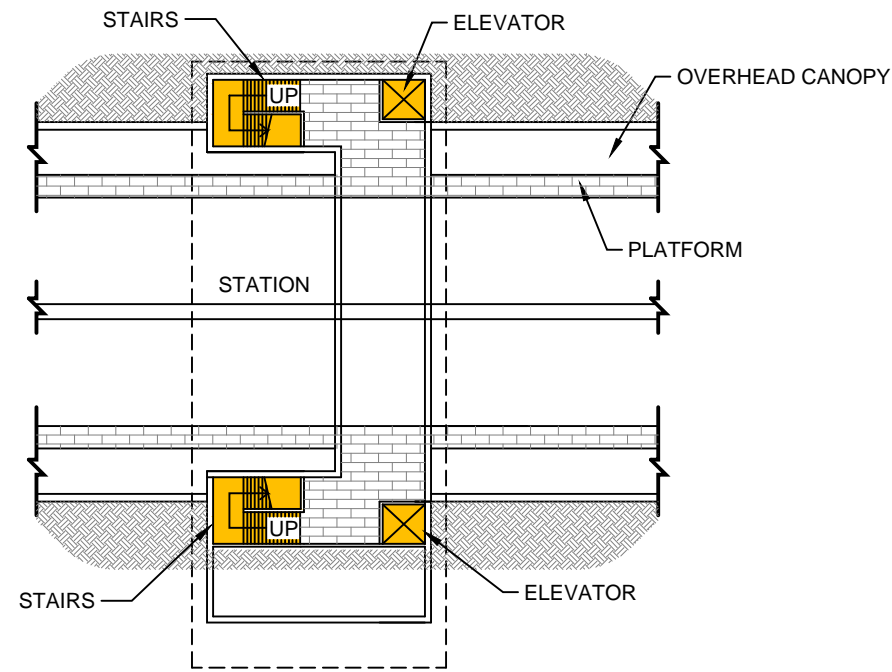 STAIRS
ELEVATOR
OVERHEAD CANOPY
UP
PLATFORM
STATION
UP
STAIRS
ELEVATOR